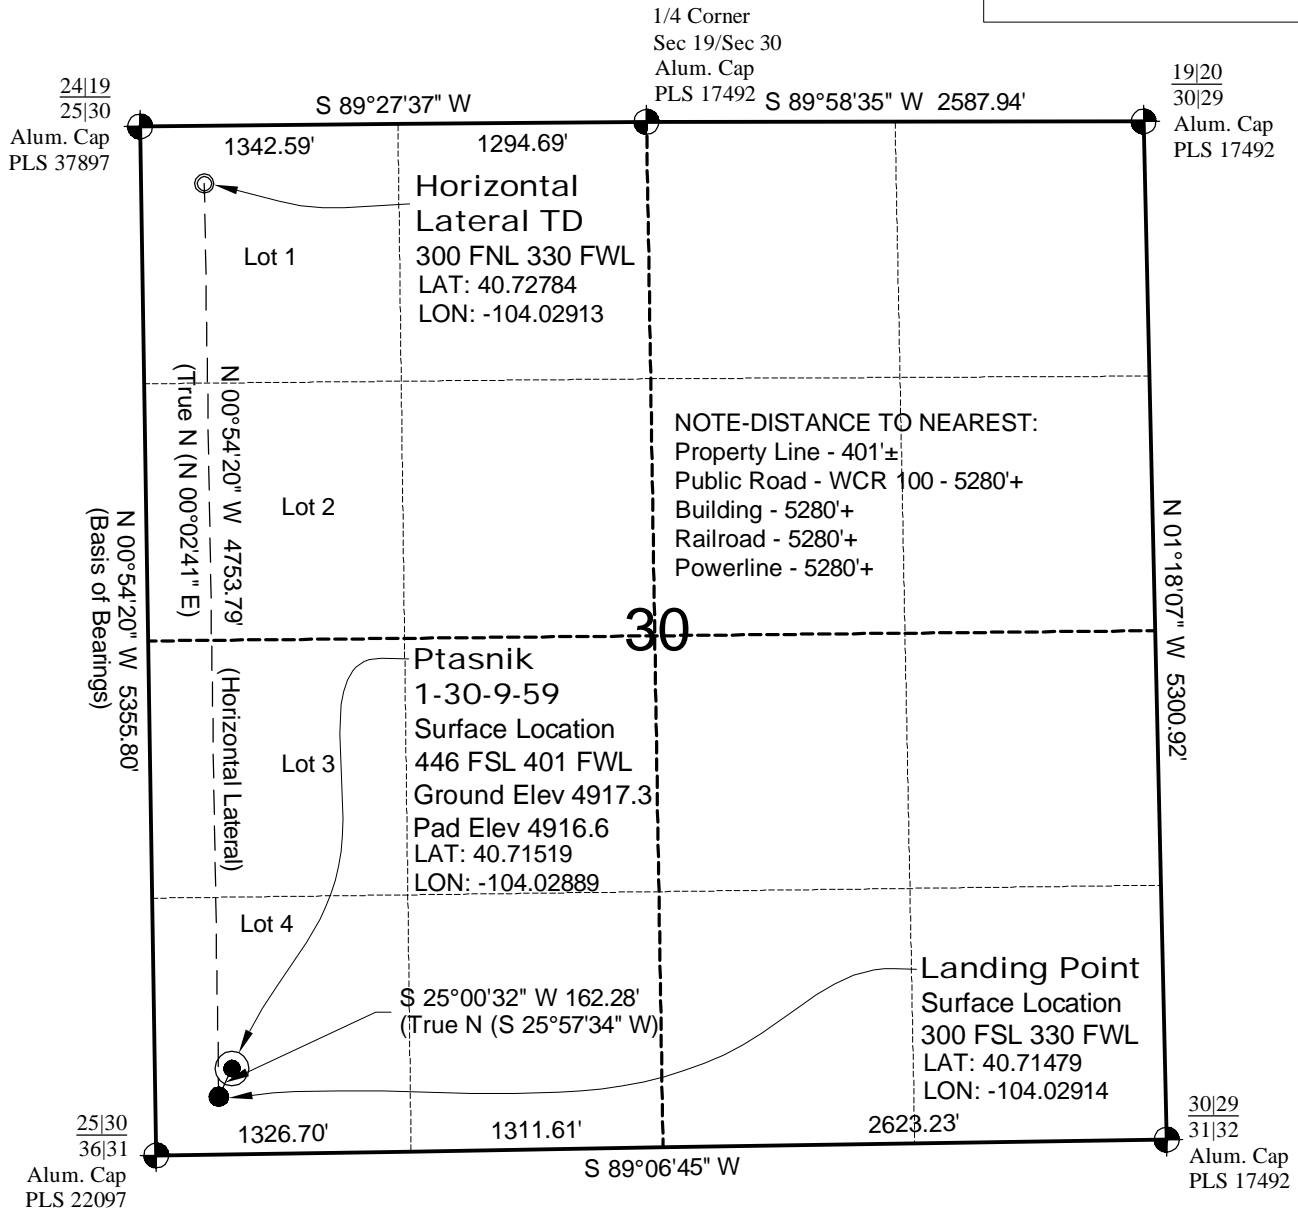 1/4 Corner
Sec 19/Sec 30
Alum. Cap
PLS 17492
24|19
25|30
Alum. Cap
PLS 37897
S 89°27'37" W
S 89°58'35" W 2587.94'
19|20
30|29
Alum. Cap
PLS 17492
1342.59'
1294.69'
Horizontal
Lateral TD
300 FNL 330 FWL
LAT: 40.72784
LON: -104.02913
Lot 1
N 00°54'20" W 4753.79'
(True N (N 00°02'41" E)
(Horizontal Lateral)
Lot 2
NOTE-DISTANCE TO NEAREST:
Property Line - 401'±
Public Road - WCR 100 - 5280'+
Building - 5280'+
Railroad - 5280'+
Powerline - 5280'+
N 00°54'20" W 5355.80'
(Basis of Bearings)
N 01°18'07" W 5300.92'
30
Ptasnik
1-30-9-59
Surface Location
446 FSL 401 FWL
Ground Elev 4917.3
Pad Elev 4916.6
LAT: 40.71519
LON: -104.02889
Lot 3
Lot 4
S 25°00'32" W 162.28'
(True N (S 25°57'34" W)
Landing Point
Surface Location
300 FSL 330 FWL
LAT: 40.71479
LON: -104.02914
25|30
36|31
Alum. Cap
PLS 22097
1326.70'
1311.61'
2623.23'
S 89°06'45" W
30|29
31|32
Alum. Cap
PLS 17492